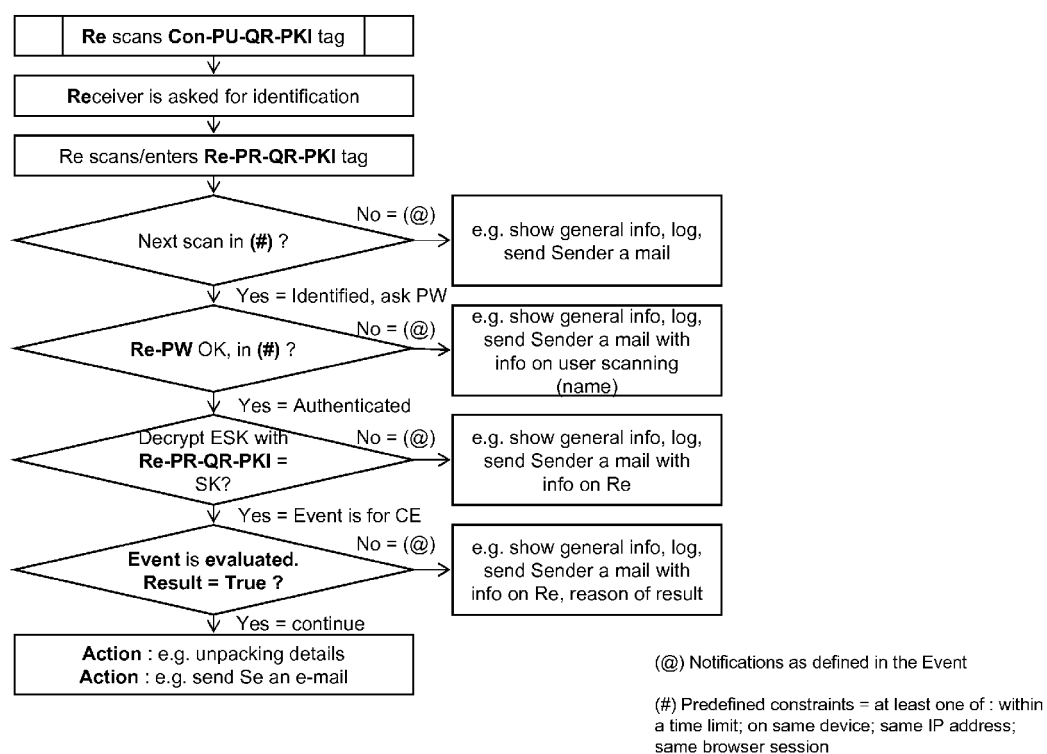 Re scans Con-PU-QR-PKI tag
Receiver is asked for identification
Re scans/enters Re-PR-QR-PKI tag
Next scan in (#) ?
No = (@)
e.g. show general info, log,
send Sender a mail
Yes = Identified, ask PW
Re-PW OK, in (#) ?
No = (@)
e.g. show general info, log,
send Sender a mail with
info on user scanning
(name)
Yes = Authenticated
Decrypt ESK with
Re-PR-QR-PKI =
SK?
No = (@)
e.g. show general info, log,
send Sender a mail with
info on Re
Yes = Event is for CE
Event is evaluated.
Result = True ?
No = (@)
e.g. show general info, log,
send Sender a mail with
info on Re, reason of result
Yes = continue
Action : e.g. unpacking details
Action : e.g. send Se an e-mail
(@) Notifications as defined in the Event
(#) Predefined constraints = at least one of : within
a time limit; on same device; same IP address;
same browser session